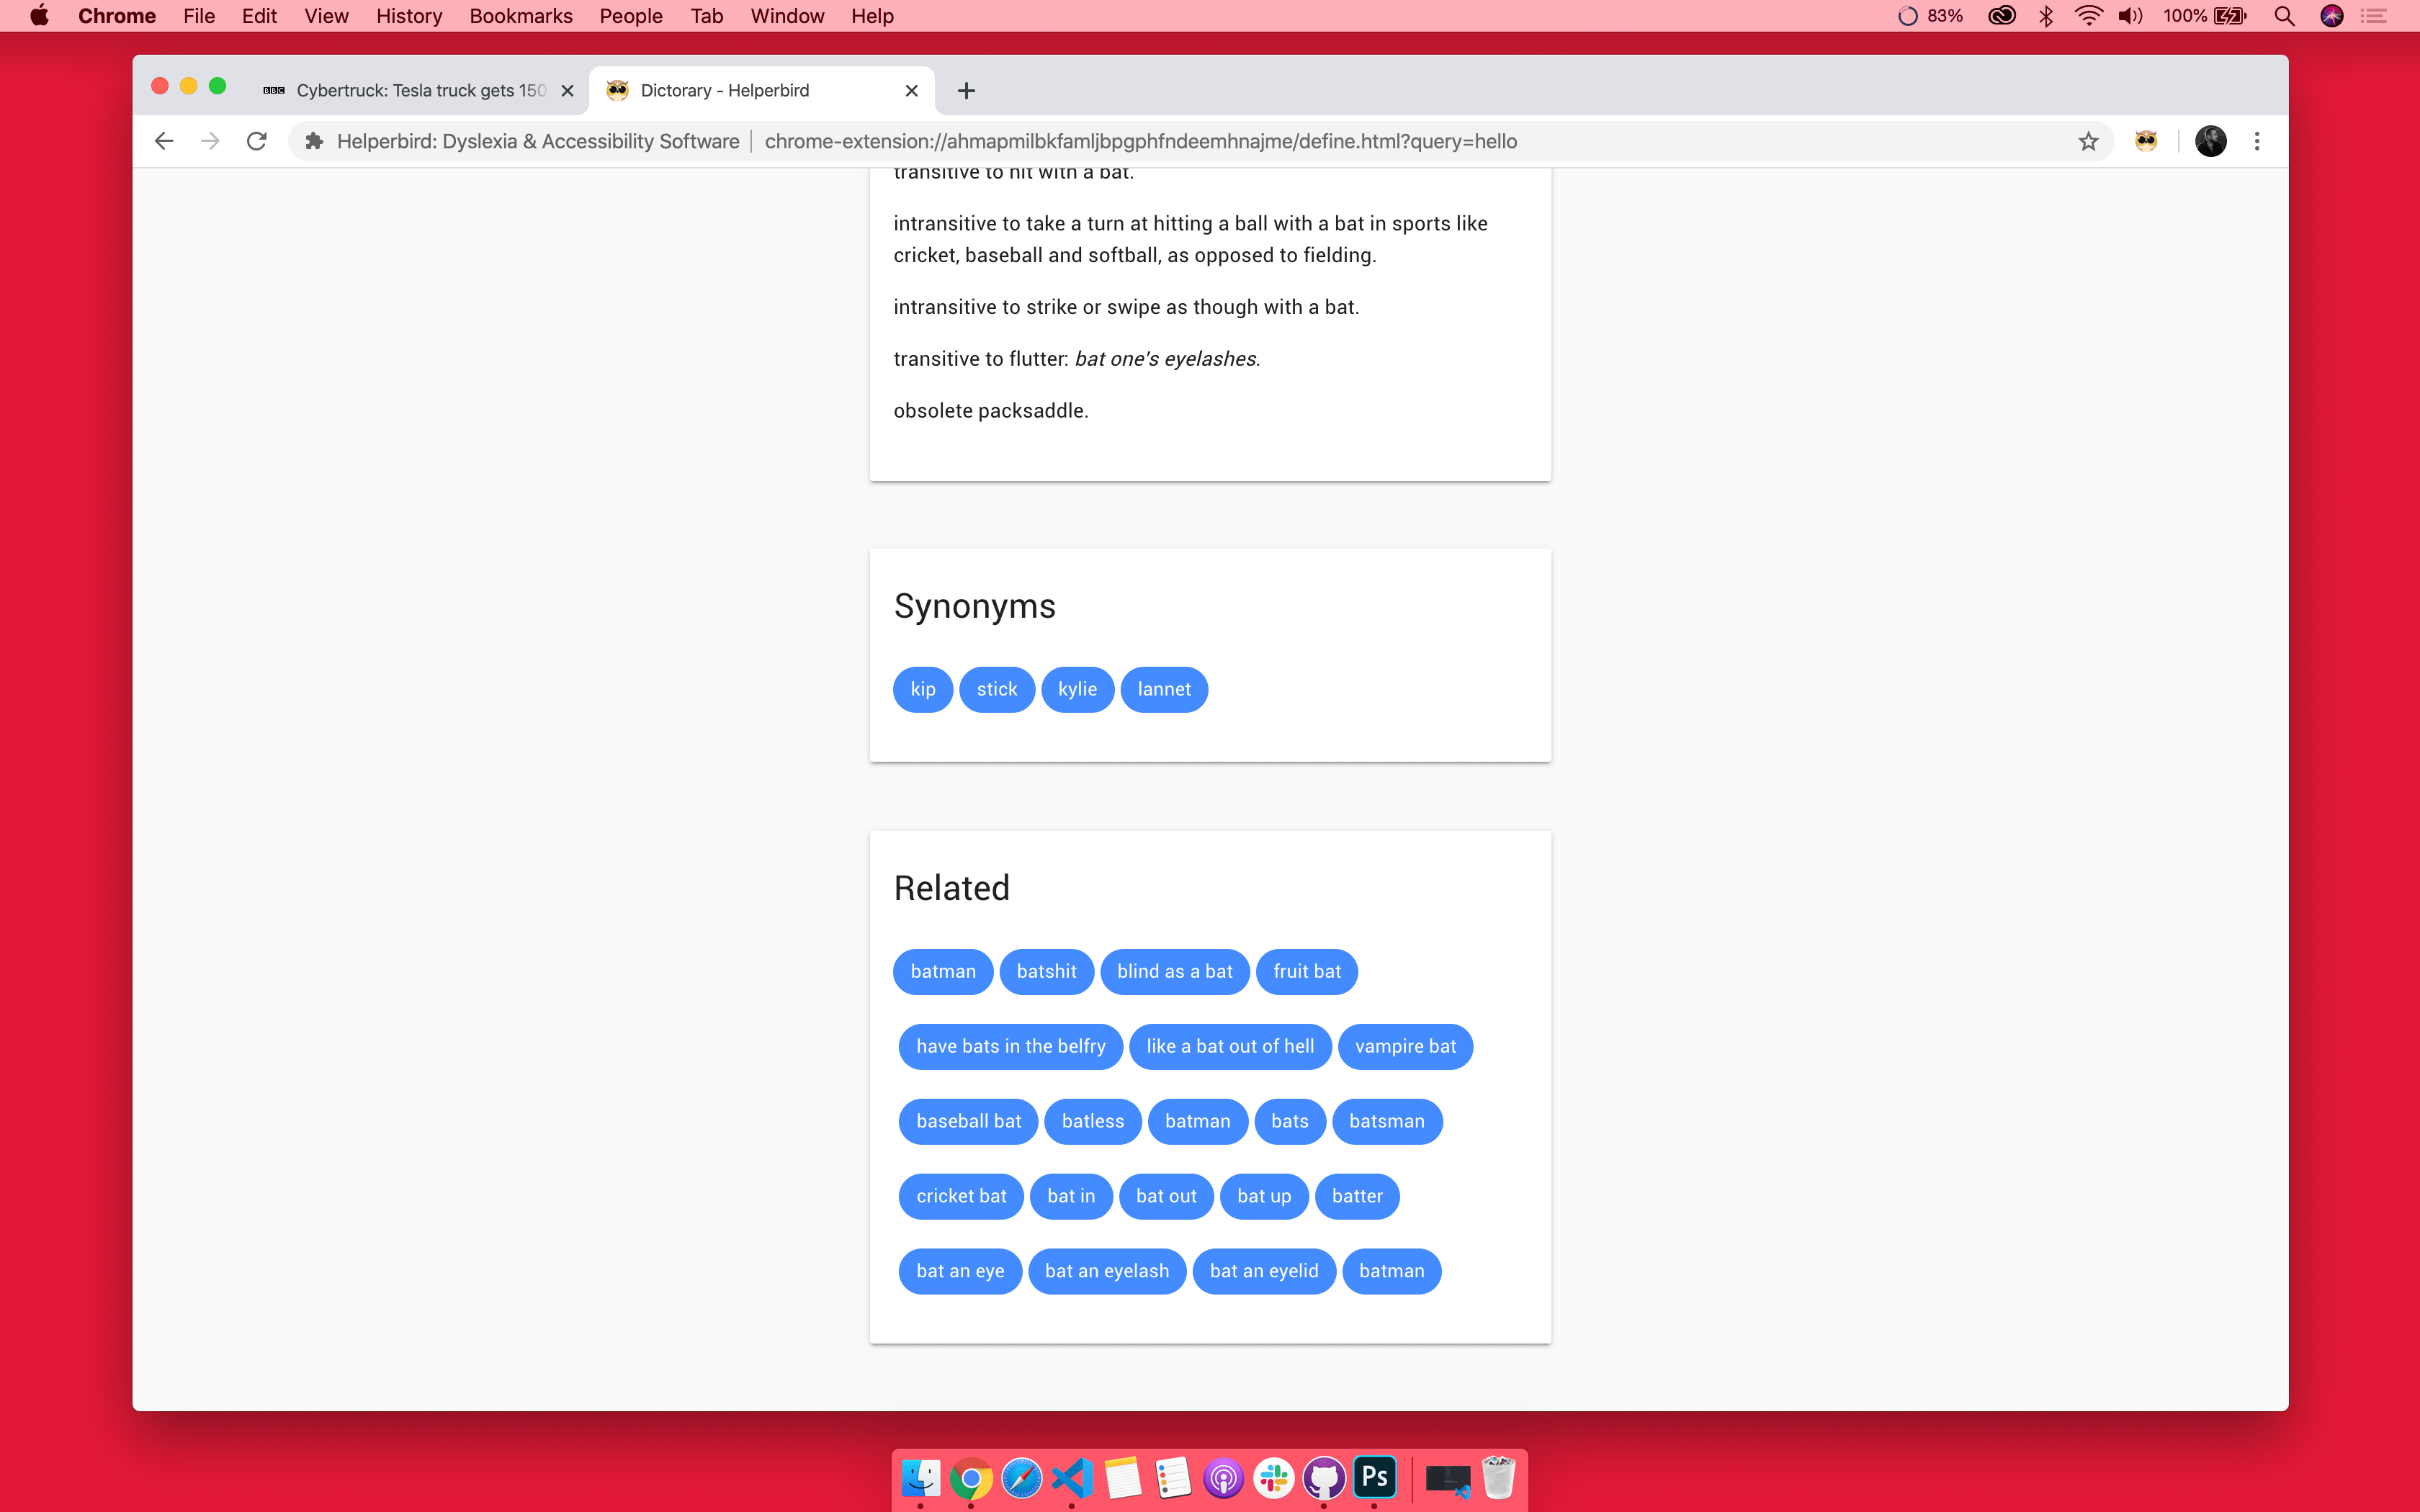 Chrome File Edit View History Bookmarks People Tab Window Help 83% 100%
BBC Cybertruck: Tesla truck gets 150 Dictorary - Helperbird
Helperbird: Dyslexia & Accessibility Software chrome-extension://ahmapmilbkfamljbpgphfndeemhnajme/define.html?query=hello
transitive to hit with a bat.
intransitive to take a turn at hitting a ball with a bat in sports like
cricket, baseball and softball, as opposed to fielding.
intransitive to strike or swipe as though with a bat.
transitive to flutter: bat one's eyelashes.
obsolete packsaddle.
Synonyms
kip stick kylie lannet
Related
batman batshit blind as a bat fruit bat
have bats in the belfry like a bat out of hell vampire bat
baseball bat batless batman bats batsman
cricket bat bat in bat out bat up batter
bat an eye bat an eyelash bat an eyelid batman
Ps